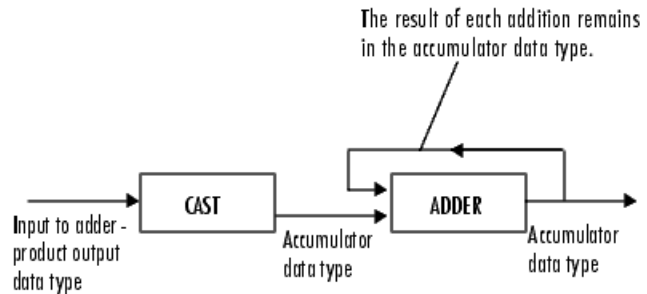 The result of each addition remains
in the accumulator data type.
CAST
ADDER
Input to adder -
product output
data type
Accumulator
data type
Accumulator
data type